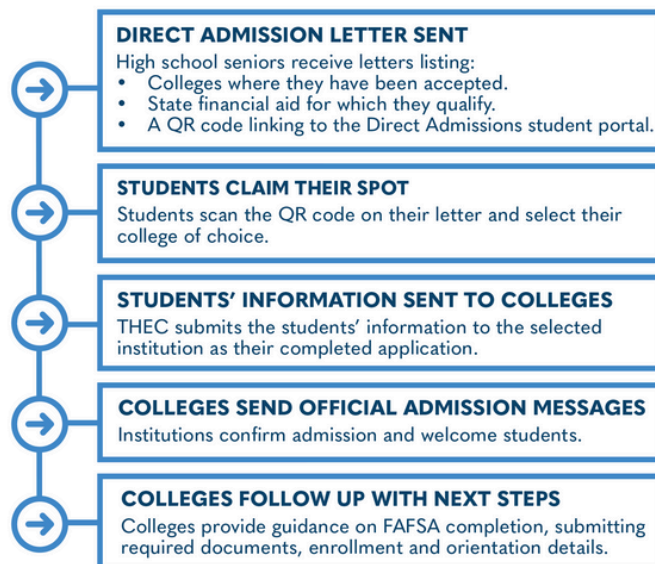 DIRECT ADMISSION LETTER SENT
High school seniors receive letters listing:
• Colleges where they have been accepted.
• State financial aid for which they qualify.
• A QR code linking to the Direct Admissions student portal.
STUDENTS CLAIM THEIR SPOT
Students scan the QR code on their letter and select their
college of choice.
STUDENTS’ INFORMATION SENT TO COLLEGES
THEC submits the students’ information to the selected
institution as their completed application.
COLLEGES SEND OFFICIAL ADMISSION MESSAGES
Institutions confirm admission and welcome students.
COLLEGES FOLLOW UP WITH NEXT STEPS
Colleges provide guidance on FAFSA completion, submitting
required documents, enrollment and orientation details.